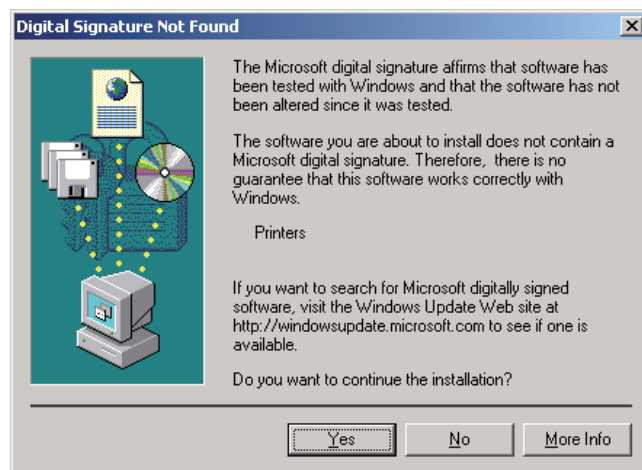 Digital Signature Not Found
The Microsoft digital signature affirms that software has
been tested with Windows and that the software has not
been altered since it was tested.
The software you are about to install does not contain a
Microsoft digital signature. Therefore, there is no
guarantee that this software works correctly with
Windows.
Printers
If you want to search for Microsoft digitally signed
software, visit the Windows Update Web site at
http://windowsupdate.microsoft.com to see if one is
available.
Do you want to continue the installation?
Yes No More Info